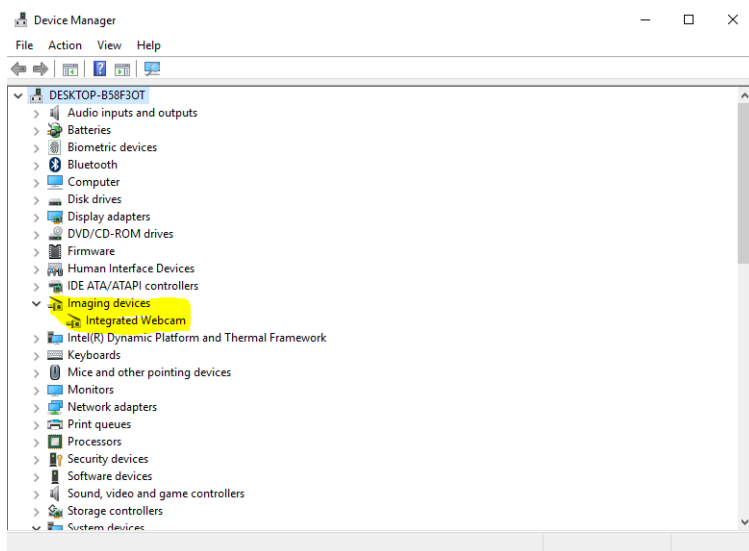 Device Manager
File Action View Help
DESKTOP-B58F3OT
Audio inputs and outputs
Batteries
Biometric devices
Bluetooth
Computer
Disk drives
Display adapters
DVD/CD-ROM drives
Firmware
Human Interface Devices
IDE ATA/ATAPI controllers
Imaging devices
Integrated Webcam
Intel(R) Dynamic Platform and Thermal Framework
Keyboards
Mice and other pointing devices
Monitors
Network adapters
Print queues
Processors
Security devices
Software devices
Sound, video and game controllers
Storage controllers
System devices